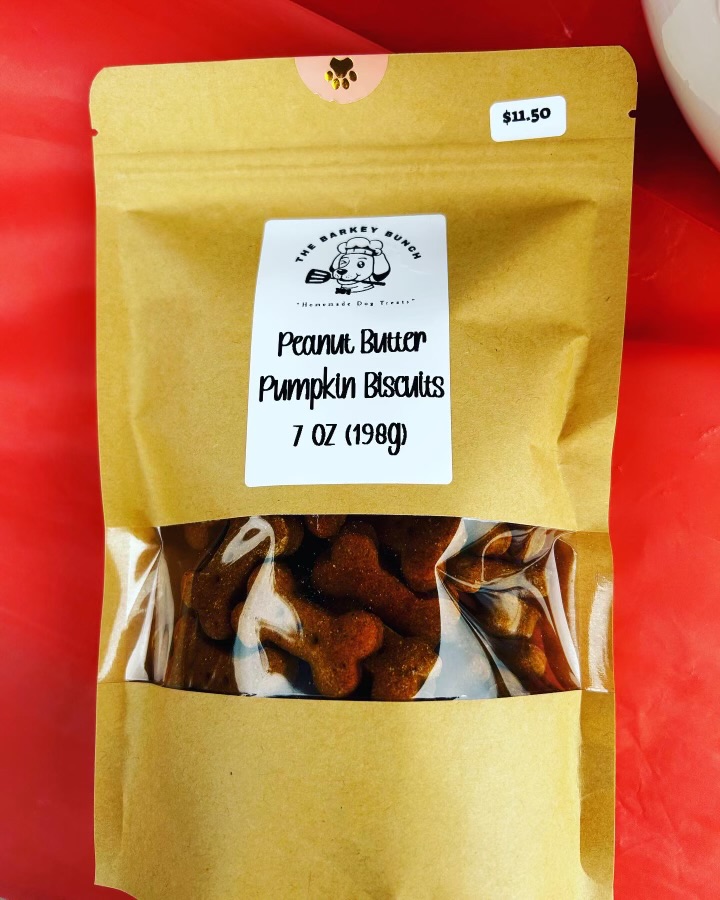 $11.50
THE BARKEY BUNCH
"Homemade Dog Treats"
Peanut Butter
Pumpkin Biscuits
7 OZ (198g)